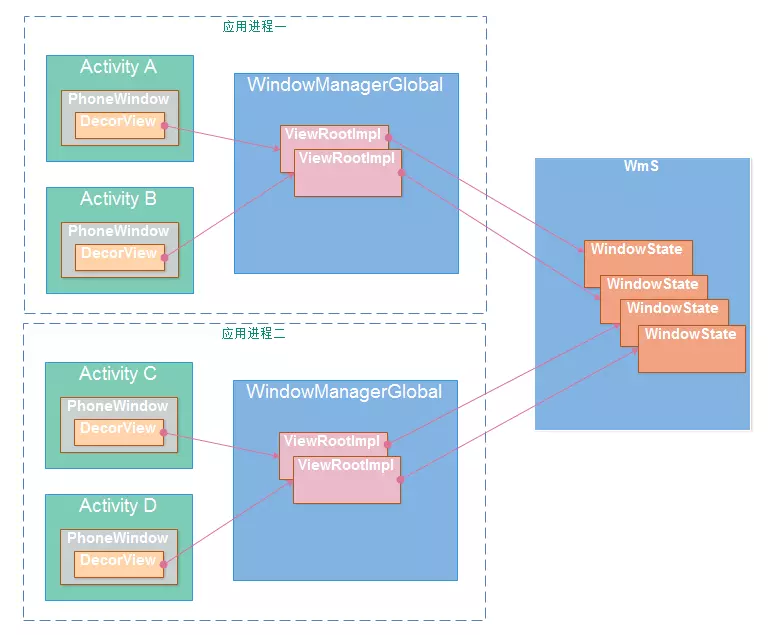 应用进程一
Activity A
PhoneWindow
DecorView
Activity B
PhoneWindow
DecorView
WindowManagerGlobal
ViewRootImpl
ViewRootImpl
应用进程二
Activity C
PhoneWindow
DecorView
Activity D
PhoneWindow
DecorView
WindowManagerGlobal
ViewRootImpl
ViewRootImpl
WmS
WindowState
WindowState
WindowState
WindowState